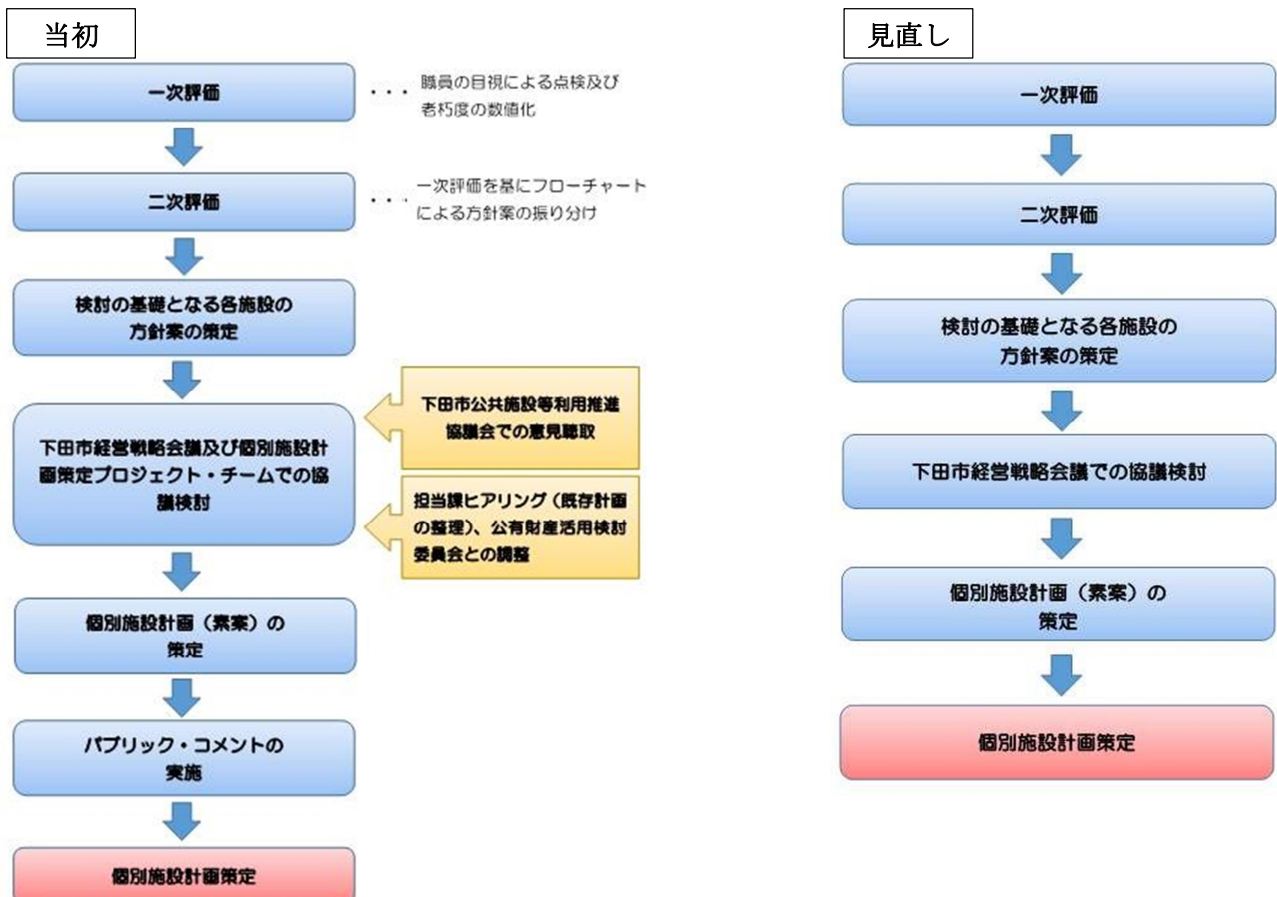 当初
一次評価
・・・ 職員の目視による点検及び
老朽度の数値化
二次評価
・・・ 一次評価を基にフローチャート
による方針案の振り分け
検討の基礎となる各施設の
方針案の策定
下田市経営戦略会議及び個別施設計
画策定プロジェクト・チームでの協
議検討
下田市公共施設等利用推進
協議会での意見聴取
担当課ヒアリング(既存計画
の整理)、公有財産活用検討
委員会との調整
個別施設計画(素案)の
策定
パブリック・コメントの
実施
個別施設計画策定
見直し
一次評価
二次評価
検討の基礎となる各施設の
方針案の策定
下田市経営戦略会議での協議検討
個別施設計画(素案)の
策定
個別施設計画策定